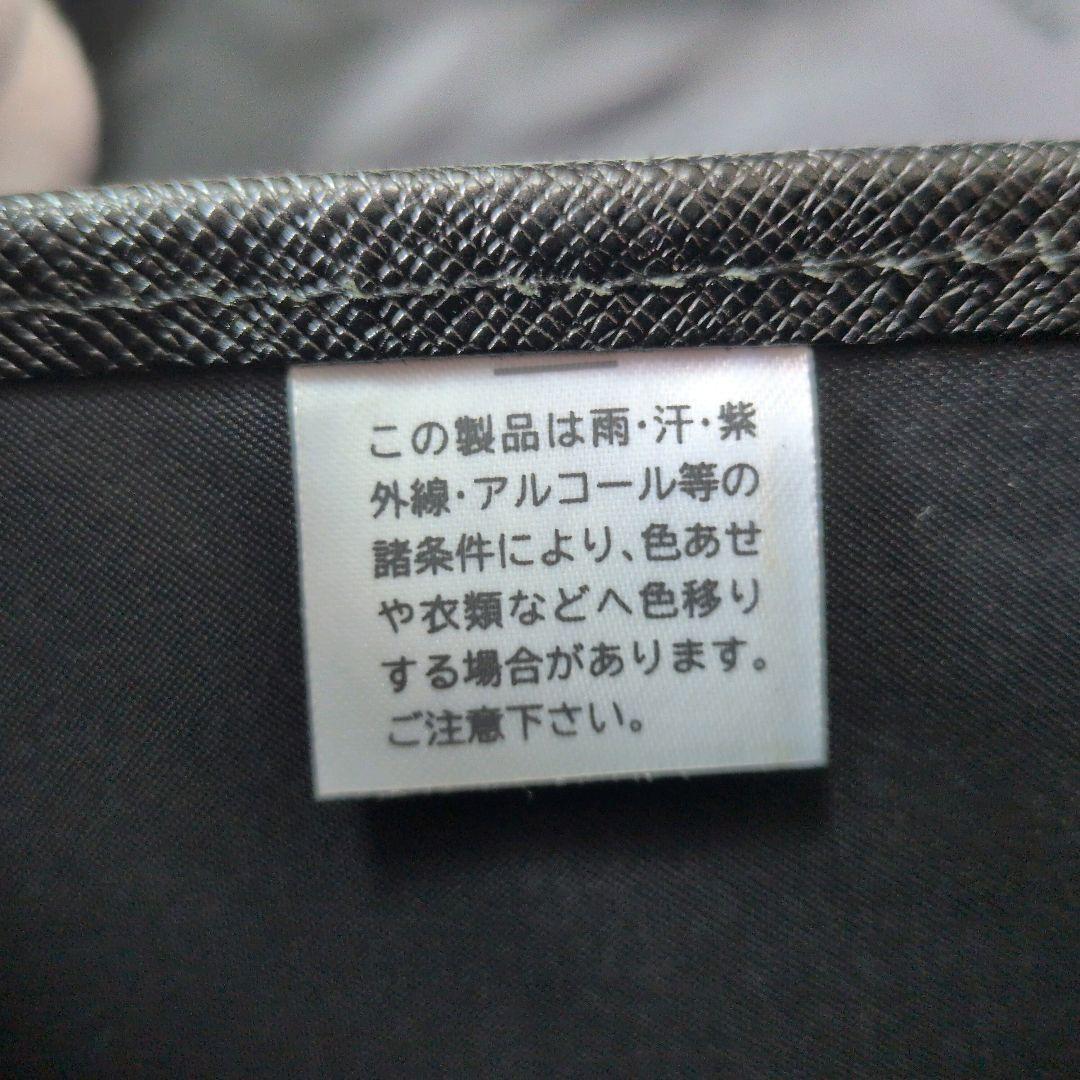 この製品は雨・汗・紫
外線・アルコール等の
諸条件により、色あせ
や衣類などへ色移り
する場合があります。
ご注意下さい。